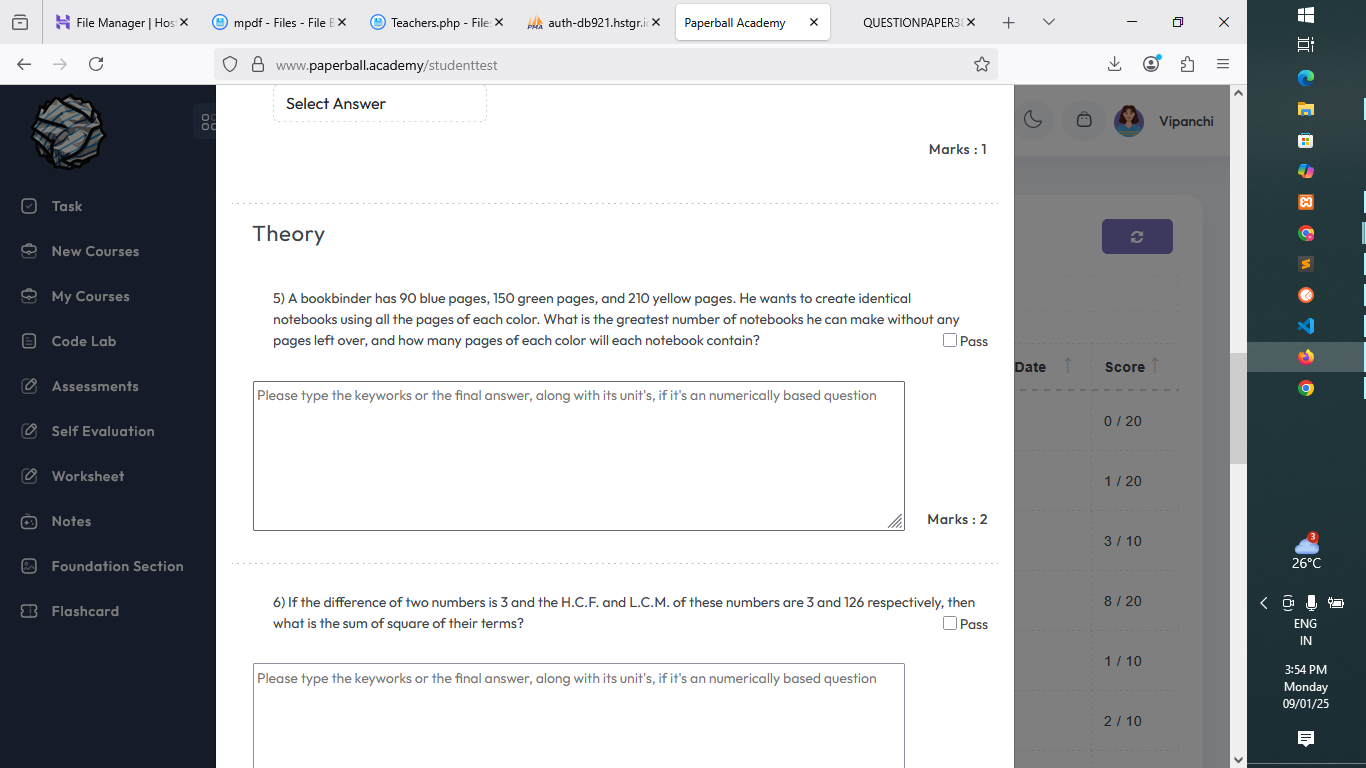 File Manager | Hos
mpdf - Files - File B
Teachers.php - File
auth-db921.hstgr.i
Paperball Academy
QUESTIONPAPER3
www.paperball.academy/studenttest
Select Answer
Vipanchi
Marks : 1
Task
New Courses
My Courses
Code Lab
Assessments
Self Evaluation
Worksheet
Notes
Foundation Section
Flashcard
Theory
5) A bookbinder has 90 blue pages, 150 green pages, and 210 yellow pages. He wants to create identical
notebooks using all the pages of each color. What is the greatest number of notebooks he can make without any
pages left over, and how many pages of each color will each notebook contain?
Pass
Please type the keyworks or the final answer, along with its unit's, if it's an numerically based question
Marks : 2
6) If the difference of two numbers is 3 and the H.C.F. and L.C.M. of these numbers are 3 and 126 respectively, then
what is the sum of square of their terms?
Pass
Please type the keyworks or the final answer, along with its unit's, if it's an numerically based question
Date
Score
0 / 20
1 / 20
3 / 10
8 / 20
1 / 10
2 / 10
3
26°C
ENG
IN
3:54 PM
Monday
09/01/25